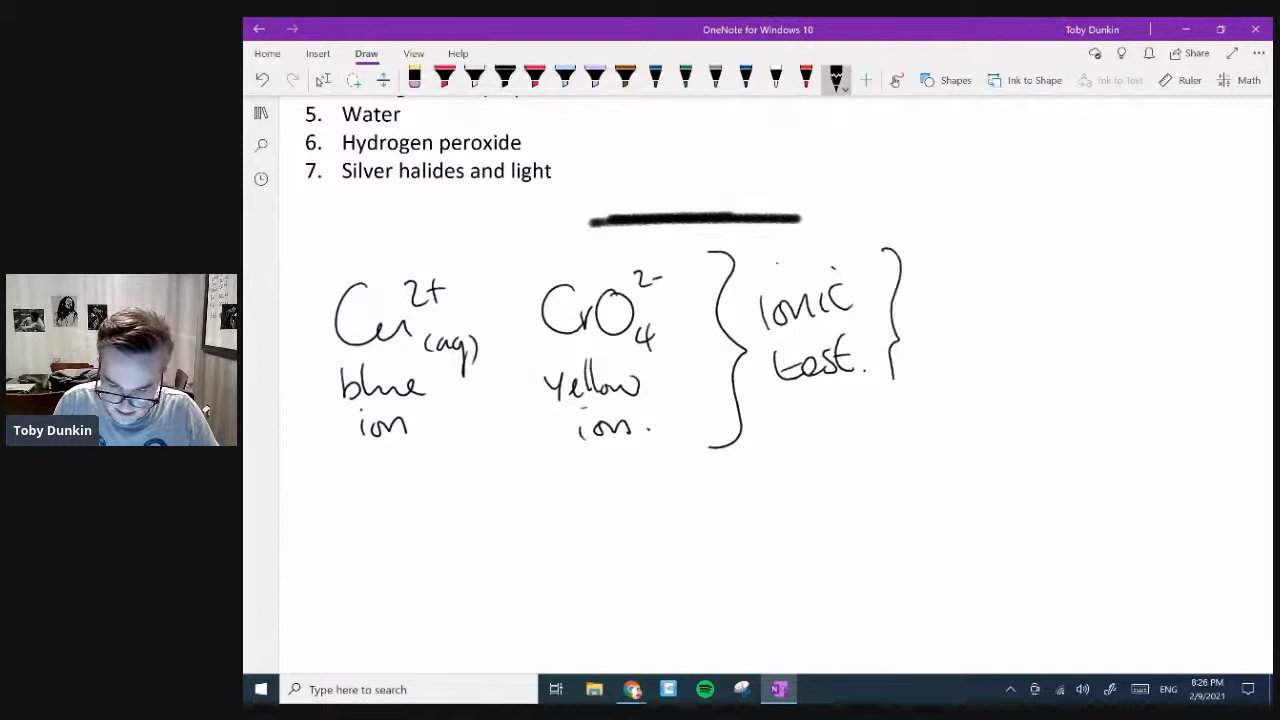 OneNote for Windows 10
Toby Dunkin
Home Insert Draw View Help
Share
Shapes Ink to Shape Ink to Text Ruler Math
5. Water
6. Hydrogen peroxide
7. Silver halides and light
Cu2+(aq) CrO42- ionic
test.
blue yellow
ion ion.
Toby Dunkin
Type here to search
ENG
8:26 PM
2/9/2021